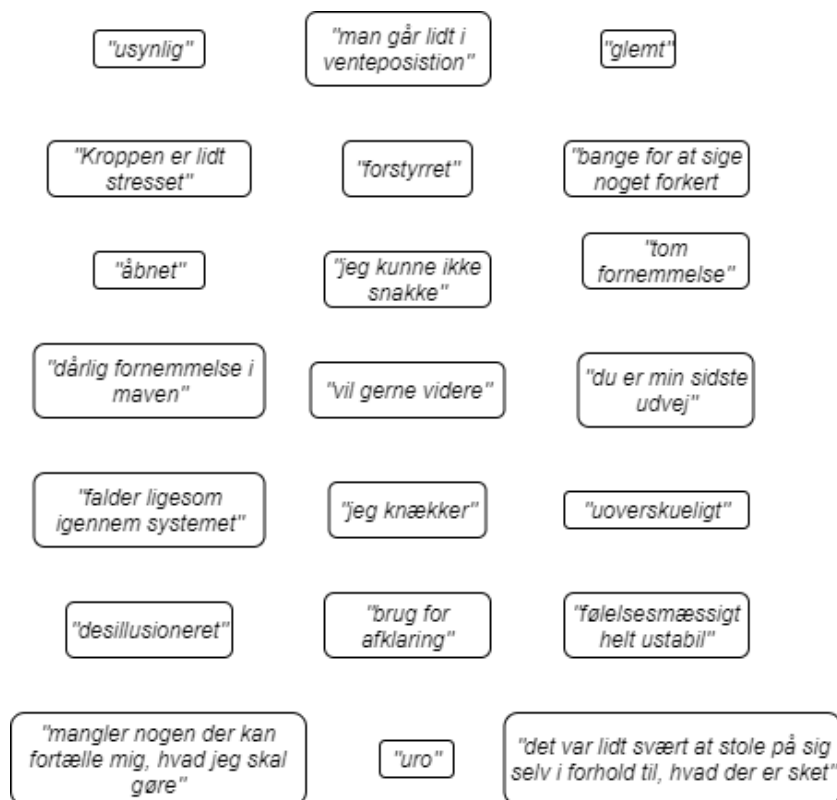 "usynlig"
"man går lidt i
venteposistion"
"glemt"
"Kroppen er lidt
stresset"
"forstyrret"
"bange for at sige
noget forkert
"åbnet"
"jeg kunne ikke
snakke"
"tom
fornemmelse"
"dårlig fornemmelse i
maven"
"vil gerne videre"
"du er min sidste
udvej"
"falder ligesom
igennem systemet"
"jeg knækker"
"uoverskueligt"
"desillusioneret"
"brug for
afklaring"
"følelsesmæssigt
helt ustabil"
"mangler nogen der kan
fortælle mig, hvad jeg skal
gøre"
"uro"
"det var lidt svært at stole på sig
selv i forhold til, hvad der er sket"